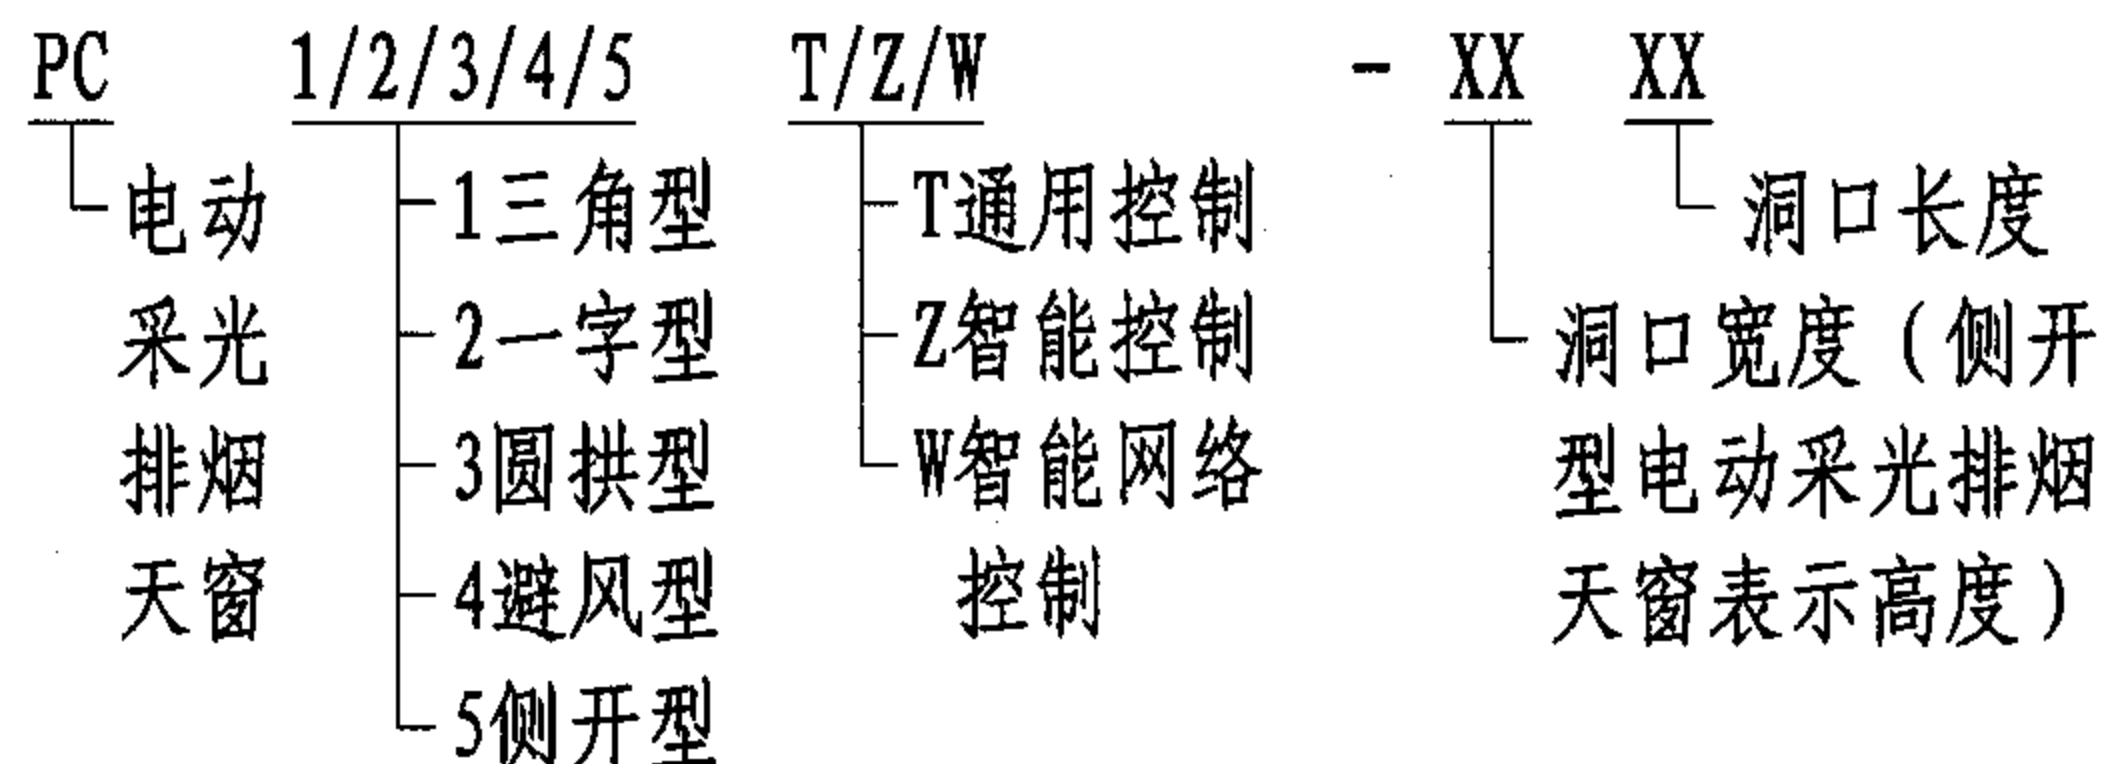 PC 1/2/3/4/5 T/Z/W - XX XX
电动 1三角型 T通用控制 洞口长度
采光 2一字型 Z智能控制 洞口宽度（侧开
排烟 3圆拱型 W智能网络 型电动采光排烟
天窗 4避风型 控制 天窗表示高度）
5侧开型